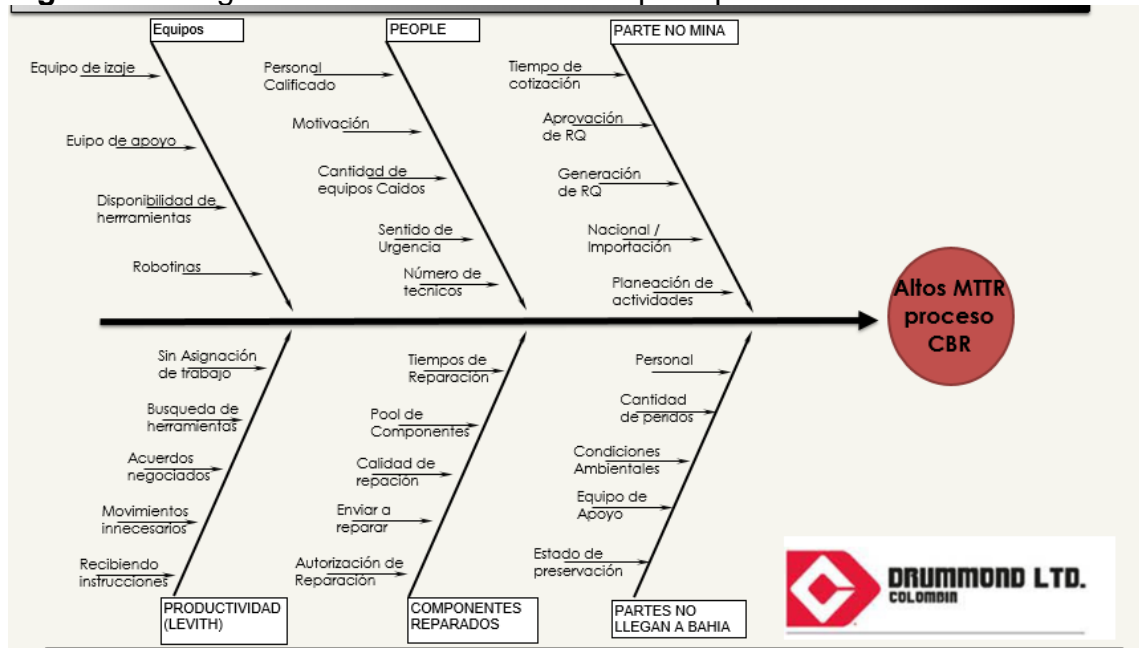 Equipos
PEOPLE
PARTE NO MINA
Equipo de izaje
Euipo de apoyo
Disponibilidad de
herrramientas
Robotinas
Personal
Calificado
Motivación
Cantidad de
equipos Caidos
Sentido de
Urgencia
Número de
tecnicos
Tiempo de
cotización
Aprovación
de RQ
Generación
de RQ
Nacional /
Importación
Planeación de
actividades
Altos MTTR
proceso
CBR
Sin Asignación
de trabajo
Busqueda de
herramientas
Acuerdos
negociados
Movimientos
innecesarios
Recibiendo
instrucciones
Tiempos de
Reparación
Pool de
Componentes
Calidad de
repación
Enviar a
reparar
Autorización de
Reparación
Personal
Cantidad
de peridos
Condiciones
Ambientales
Equipo de
Apoyo
Estado de
preservación
PRODUCTIVIDAD
(LEVITH)
COMPONENTES
REPARADOS
PARTES NO
LLEGAN A BAHIA
DRUMMOND LTD.
COLOMBIA